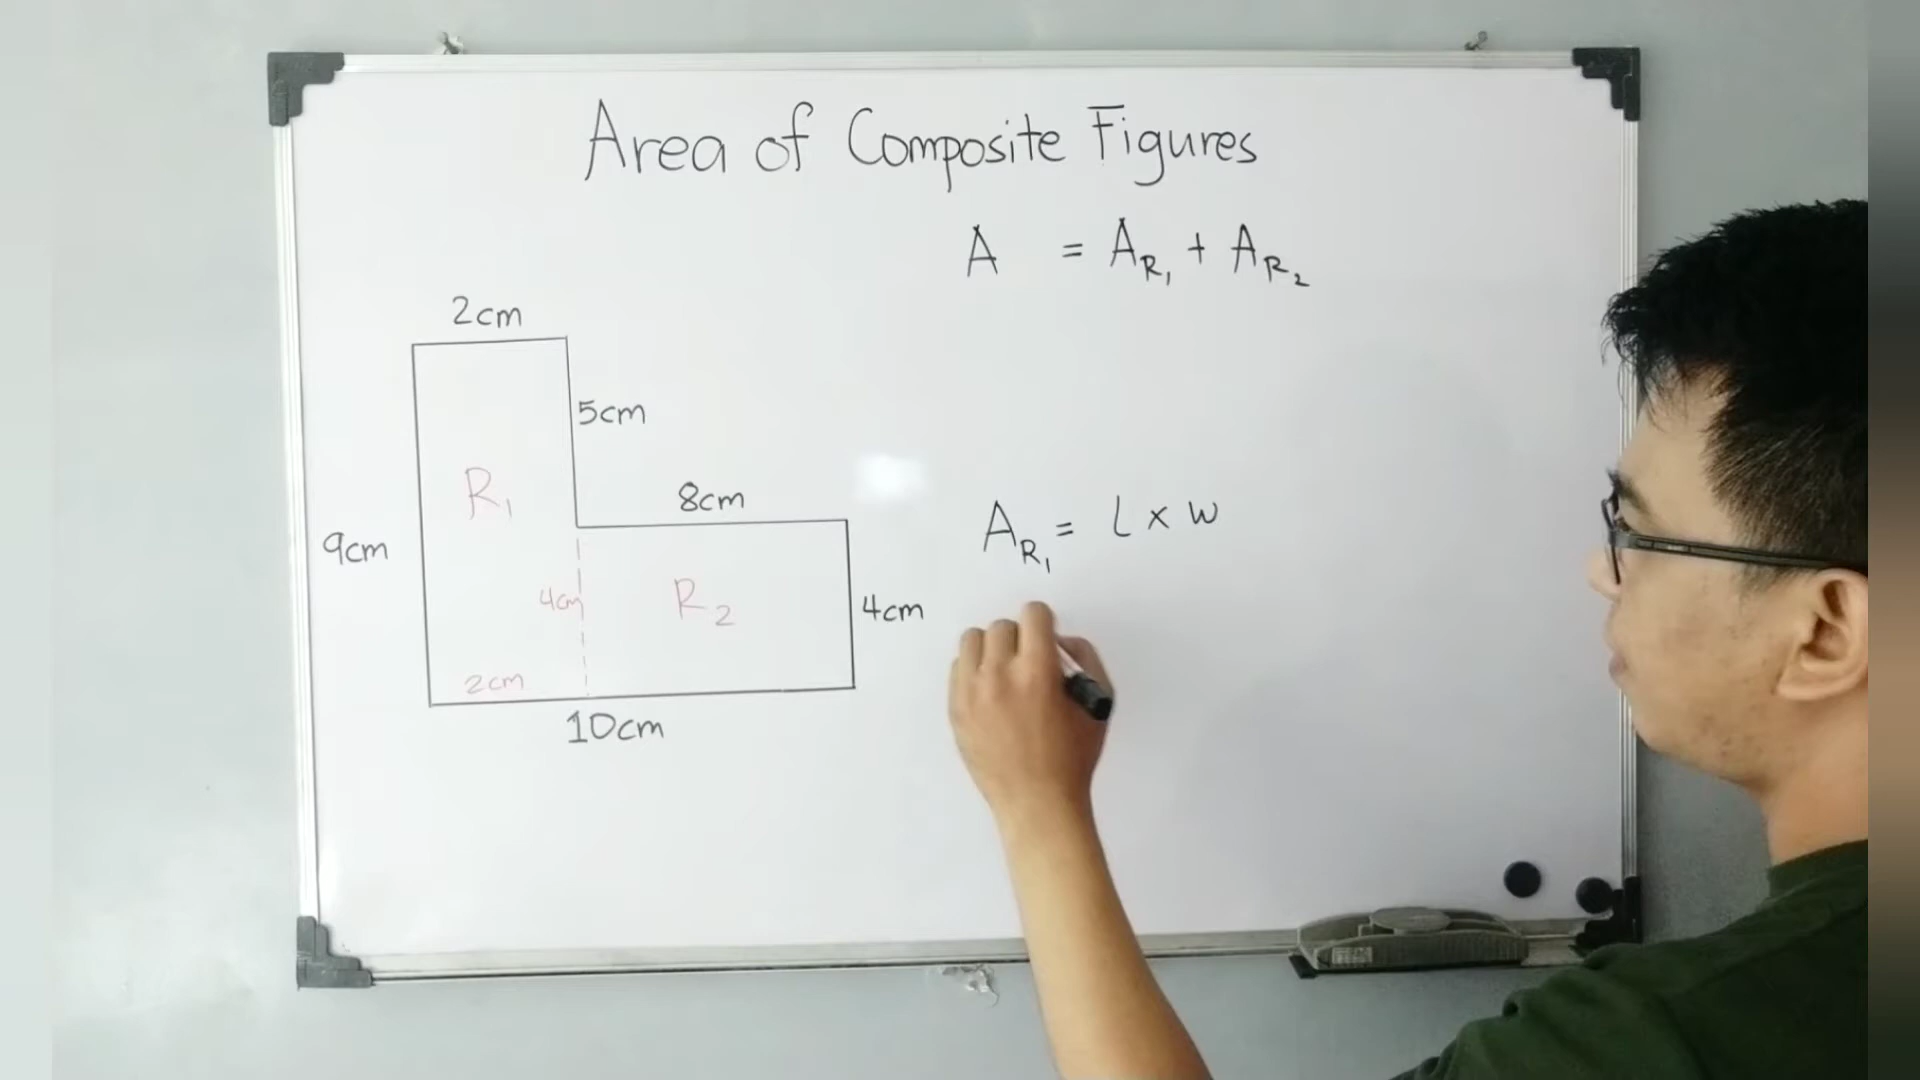 Area of Composite Figures
A = AR₁ + AR₂
2cm
5cm
R₁
8cm
9cm
AR₁ = l x w
4cm
R₂
4cm
2cm
10cm